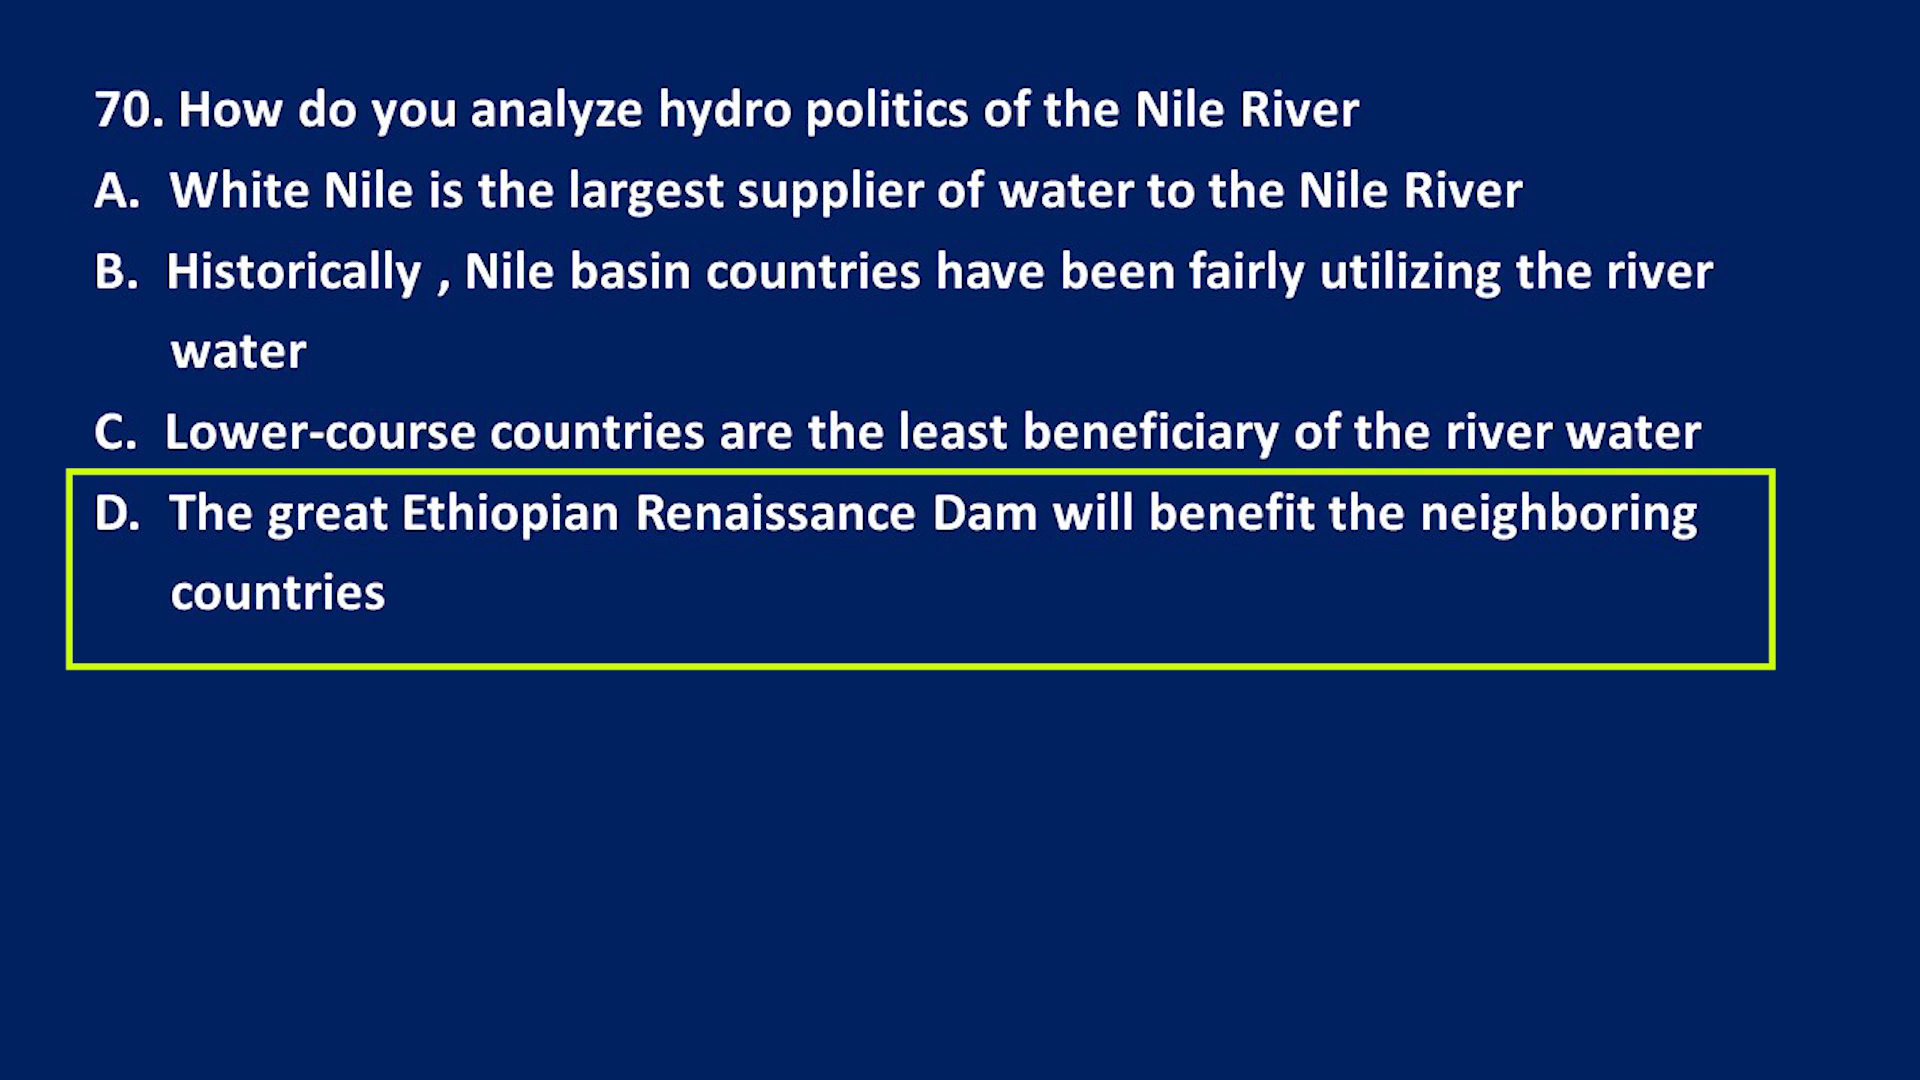 70. How do you analyze hydro politics of the Nile River
A. White Nile is the largest supplier of water to the Nile River
B. Historically , Nile basin countries have been fairly utilizing the river
water
C. Lower-course countries are the least beneficiary of the river water
D. The great Ethiopian Renaissance Dam will benefit the neighboring
countries